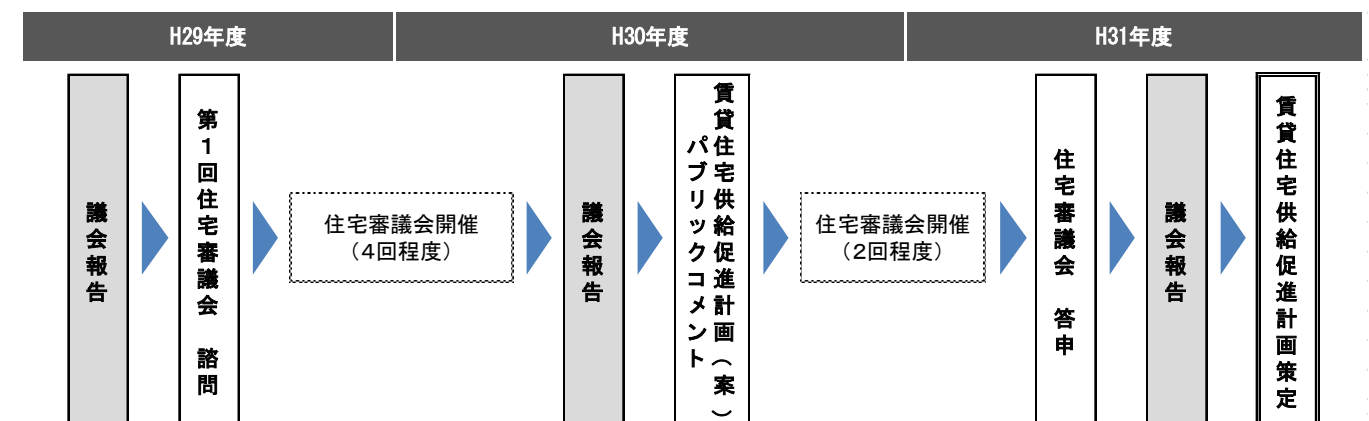 H29年度
H30年度
H31年度
議会報告
第1回住宅審議会　諮問
住宅審議会開催
（4回程度）
議会報告
賃貸住宅供給促進計画（案）
パブリックコメント
住宅審議会開催
（2回程度）
住宅審議会　答申
議会報告
賃貸住宅供給促進計画策定